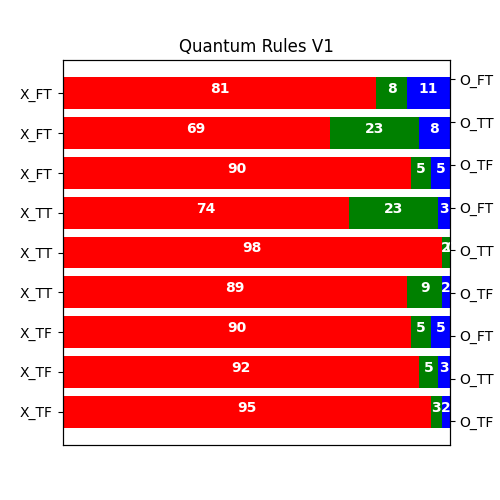 Quantum Rules V1
X_FT 81 8 11 O_FT
X_FT 69 23 8 O_TT
X_FT 90 5 5 O_TF
X_TT 74 23 3 O_FT
X_TT 98 2 O_TT
X_TT 89 9 2 O_TF
X_TF 90 5 5 O_FT
X_TF 92 5 3 O_TT
X_TF 95 3 2 O_TF